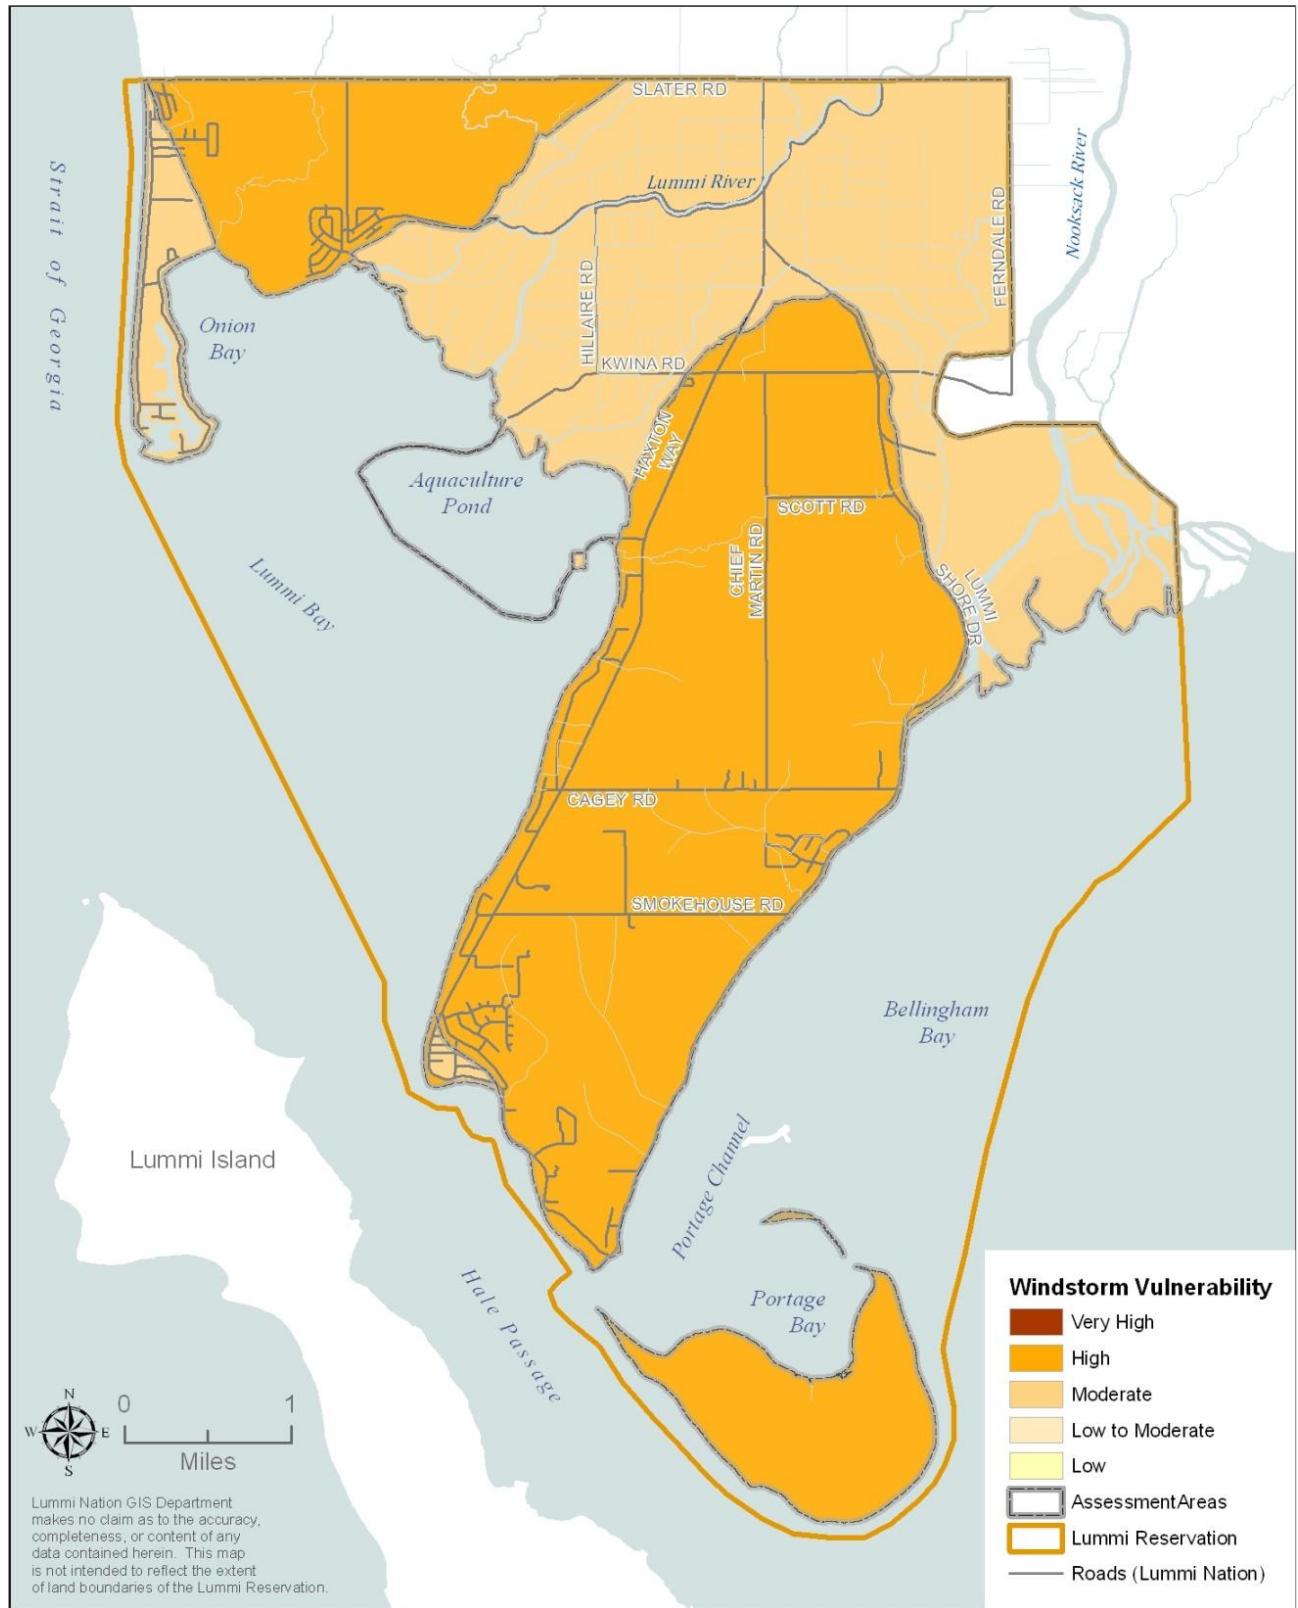 SLATER RD
Strait of Georgia
Lummi River
Nooksack River
FERNDALE RD
HILLAIRE RD
Onion
Bay
KWINA RD
HAXTON
WAY
Aquaculture
Pond
SCOTT RD
CHIEF
MARTIN RD
LUMMI
SHORE DR
Lummi Bay
CAGEY RD
SMOKEHOUSE RD
Bellingham
Bay
Lummi Island
Portage Channel
Hale Passage
Portage
Bay
Windstorm Vulnerability
Very High
High
Moderate
Low to Moderate
Low
AssessmentAreas
Lummi Reservation
Roads (Lummi Nation)
N
W E
S
0 1
Miles
Lummi Nation GIS Department
makes no claim as to the accuracy,
completeness, or content of any
data contained herein. This map
is not intended to reflect the extent
of land boundaries of the Lummi Reservation.